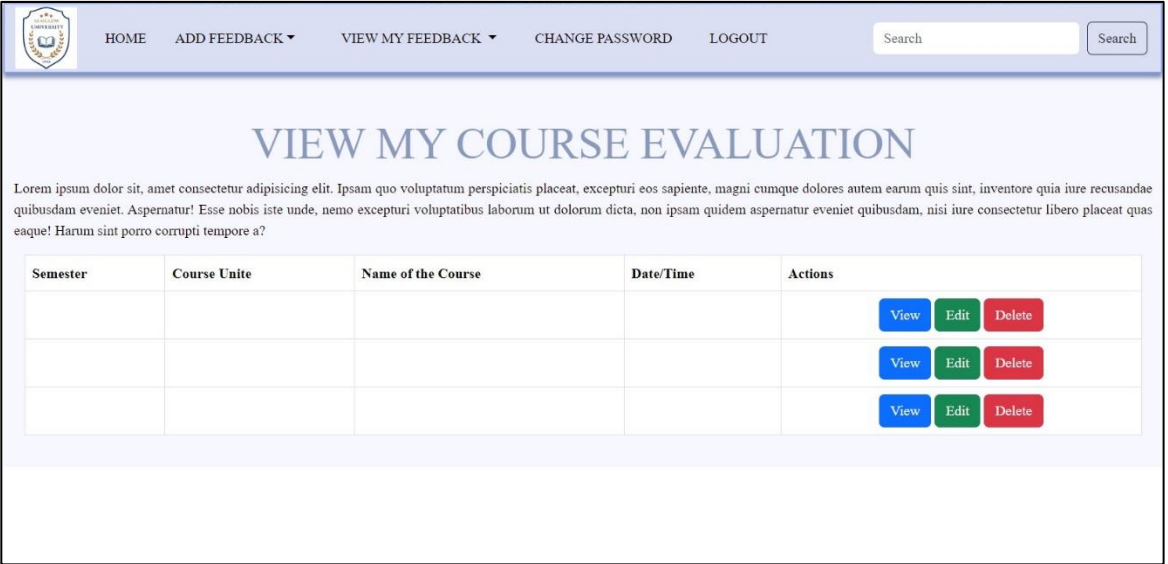 UNIVERSITY
HOME ADD FEEDBACK VIEW MY FEEDBACK CHANGE PASSWORD LOGOUT Search Search
VIEW MY COURSE EVALUATION
Lorem ipsum dolor sit, amet consectetur adipisicing elit. Ipsam quo voluptatum perspiciatis placeat, excepturi eos sapiente, magni cumque dolores autem earum quis sint, inventore quia iure recusandae
quibusdam eveniet. Aspernatur! Esse nobis iste unde, nemo excepturi voluptatibus laborum ut dolorum dicta, non ipsam quidem aspernatur eveniet quibusdam, nisi iure consectetur libero placeat quas
eaque! Harum sint porro corrupti tempore a?
Semester Course Unite Name of the Course Date/Time Actions
View Edit Delete
View Edit Delete
View Edit Delete